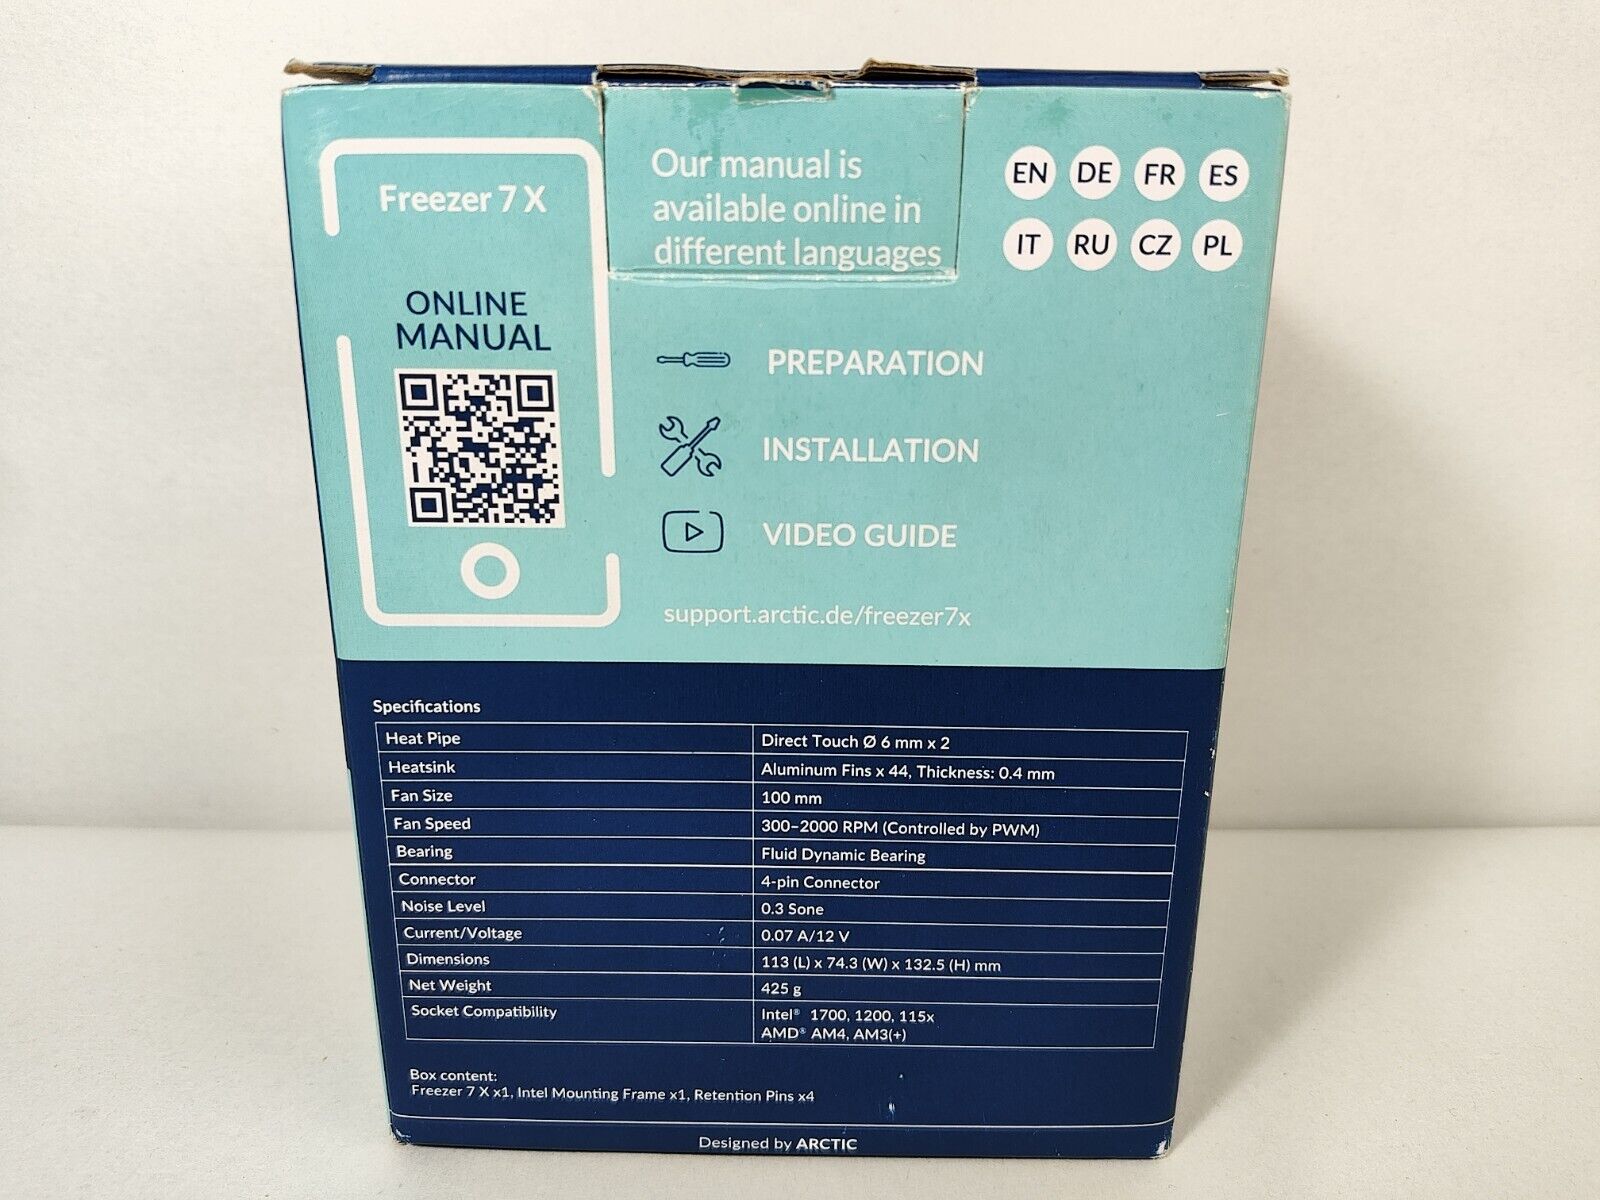 Freezer 7 X
ONLINE
MANUAL
Our manual is
available online in
different languages
EN DE FR ES
IT RU CZ PL
PREPARATION
INSTALLATION
VIDEO GUIDE
support.arctic.de/freezer7x
Specifications
Heat Pipe Direct Touch Ø 6 mm x 2
Heatsink Aluminum Fins x 44, Thickness: 0.4 mm
Fan Size 100 mm
Fan Speed 300–2000 RPM (Controlled by PWM)
Bearing Fluid Dynamic Bearing
Connector 4-pin Connector
Noise Level 0.3 Sone
Current/Voltage 0.07 A/12 V
Dimensions 113 (L) x 74.3 (W) x 132.5 (H) mm
Net Weight 425 g
Socket Compatibility Intel® 1700, 1200, 115x
AMD® AM4, AM3(+)
Box content:
Freezer 7 X x1, Intel Mounting Frame x1, Retention Pins x4
Designed by ARCTIC